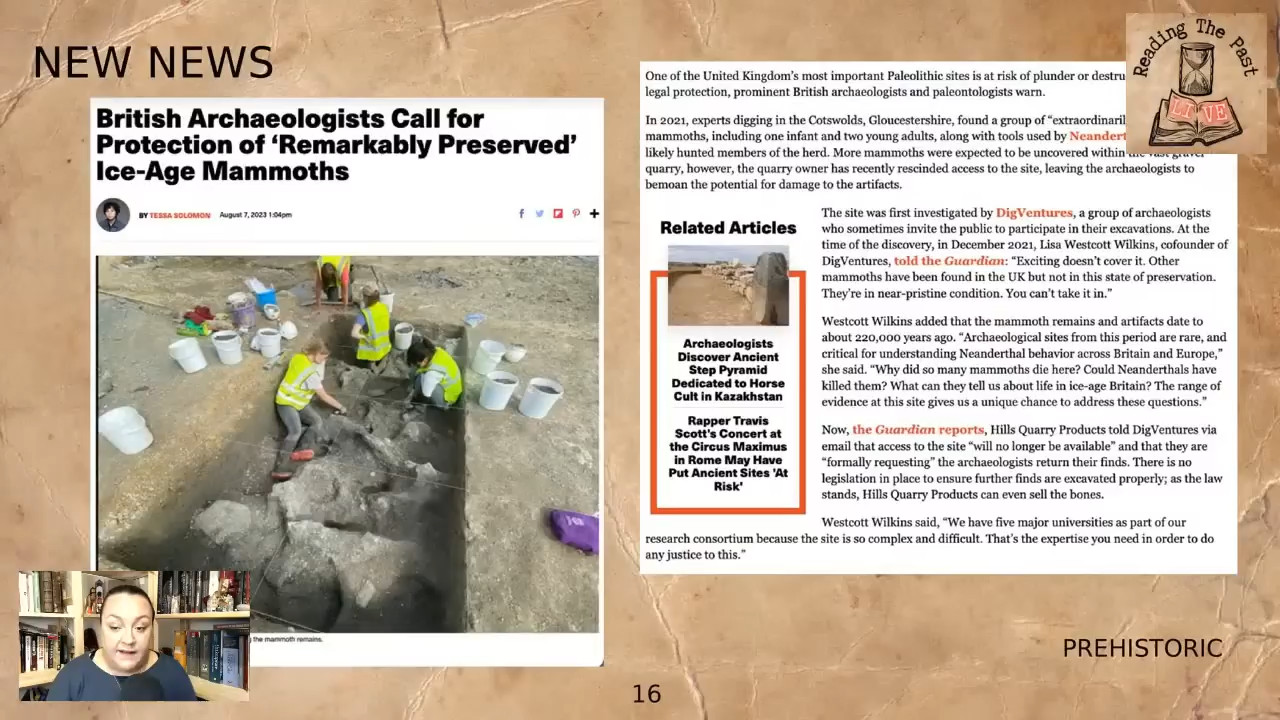 NEW NEWS
Reading The Past
LIVE
British Archaeologists Call for
Protection of ‘Remarkably Preserved’
Ice-Age Mammoths
BY TESSA SOLOMON August 7, 2023 1:04pm
the mammoth remains.
One of the United Kingdom’s most important Paleolithic sites is at risk of plunder or destru
legal protection, prominent British archaeologists and paleontologists warn.
In 2021, experts digging in the Cotswolds, Gloucestershire, found a group of “extraordinaril
mammoths, including one infant and two young adults, along with tools used by Neandert
likely hunted members of the herd. More mammoths were expected to be uncovered within the vast gravel
quarry, however, the quarry owner has recently rescinded access to the site, leaving the archaeologists to
bemoan the potential for damage to the artifacts.
Related Articles
Archaeologists
Discover Ancient
Step Pyramid
Dedicated to Horse
Cult in Kazakhstan
Rapper Travis
Scott's Concert at
the Circus Maximus
in Rome May Have
Put Ancient Sites 'At
Risk'
The site was first investigated by DigVentures, a group of archaeologists
who sometimes invite the public to participate in their excavations. At the
time of the discovery, in December 2021, Lisa Westcott Wilkins, cofounder of
DigVentures, told the Guardian: “Exciting doesn’t cover it. Other
mammoths have been found in the UK but not in this state of preservation.
They’re in near-pristine condition. You can’t take it in.”
Westcott Wilkins added that the mammoth remains and artifacts date to
about 220,000 years ago. “Archaeological sites from this period are rare, and
critical for understanding Neanderthal behavior across Britain and Europe,”
she said. “Why did so many mammoths die here? Could Neanderthals have
killed them? What can they tell us about life in ice-age Britain? The range of
evidence at this site gives us a unique chance to address these questions.”
Now, the Guardian reports, Hills Quarry Products told DigVentures via
email that access to the site “will no longer be available” and that they are
“formally requesting” the archaeologists return their finds. There is no
legislation in place to ensure further finds are excavated properly; as the law
stands, Hills Quarry Products can even sell the bones.
Westcott Wilkins said, “We have five major universities as part of our
research consortium because the site is so complex and difficult. That’s the expertise you need in order to do
any justice to this.”
PREHISTORIC
16